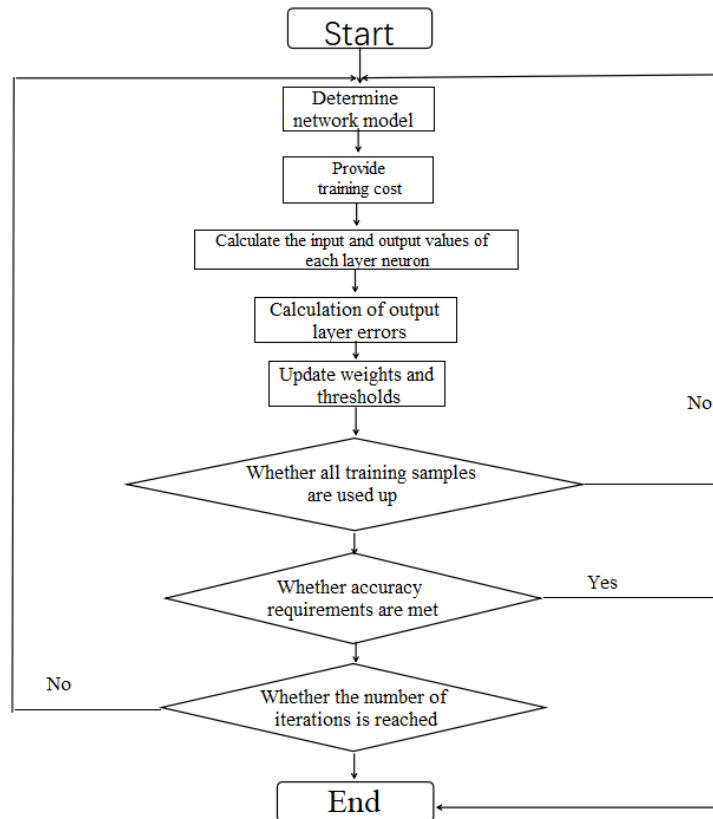 Start
Determine
network model
Provide
training cost
Calculate the input and output values of
each layer neuron
Calculation of output
layer errors
Update weights and
thresholds
No
Whether all training samples
are used up
Whether accuracy
requirements are met
Yes
No
Whether the number of
iterations is reached
End